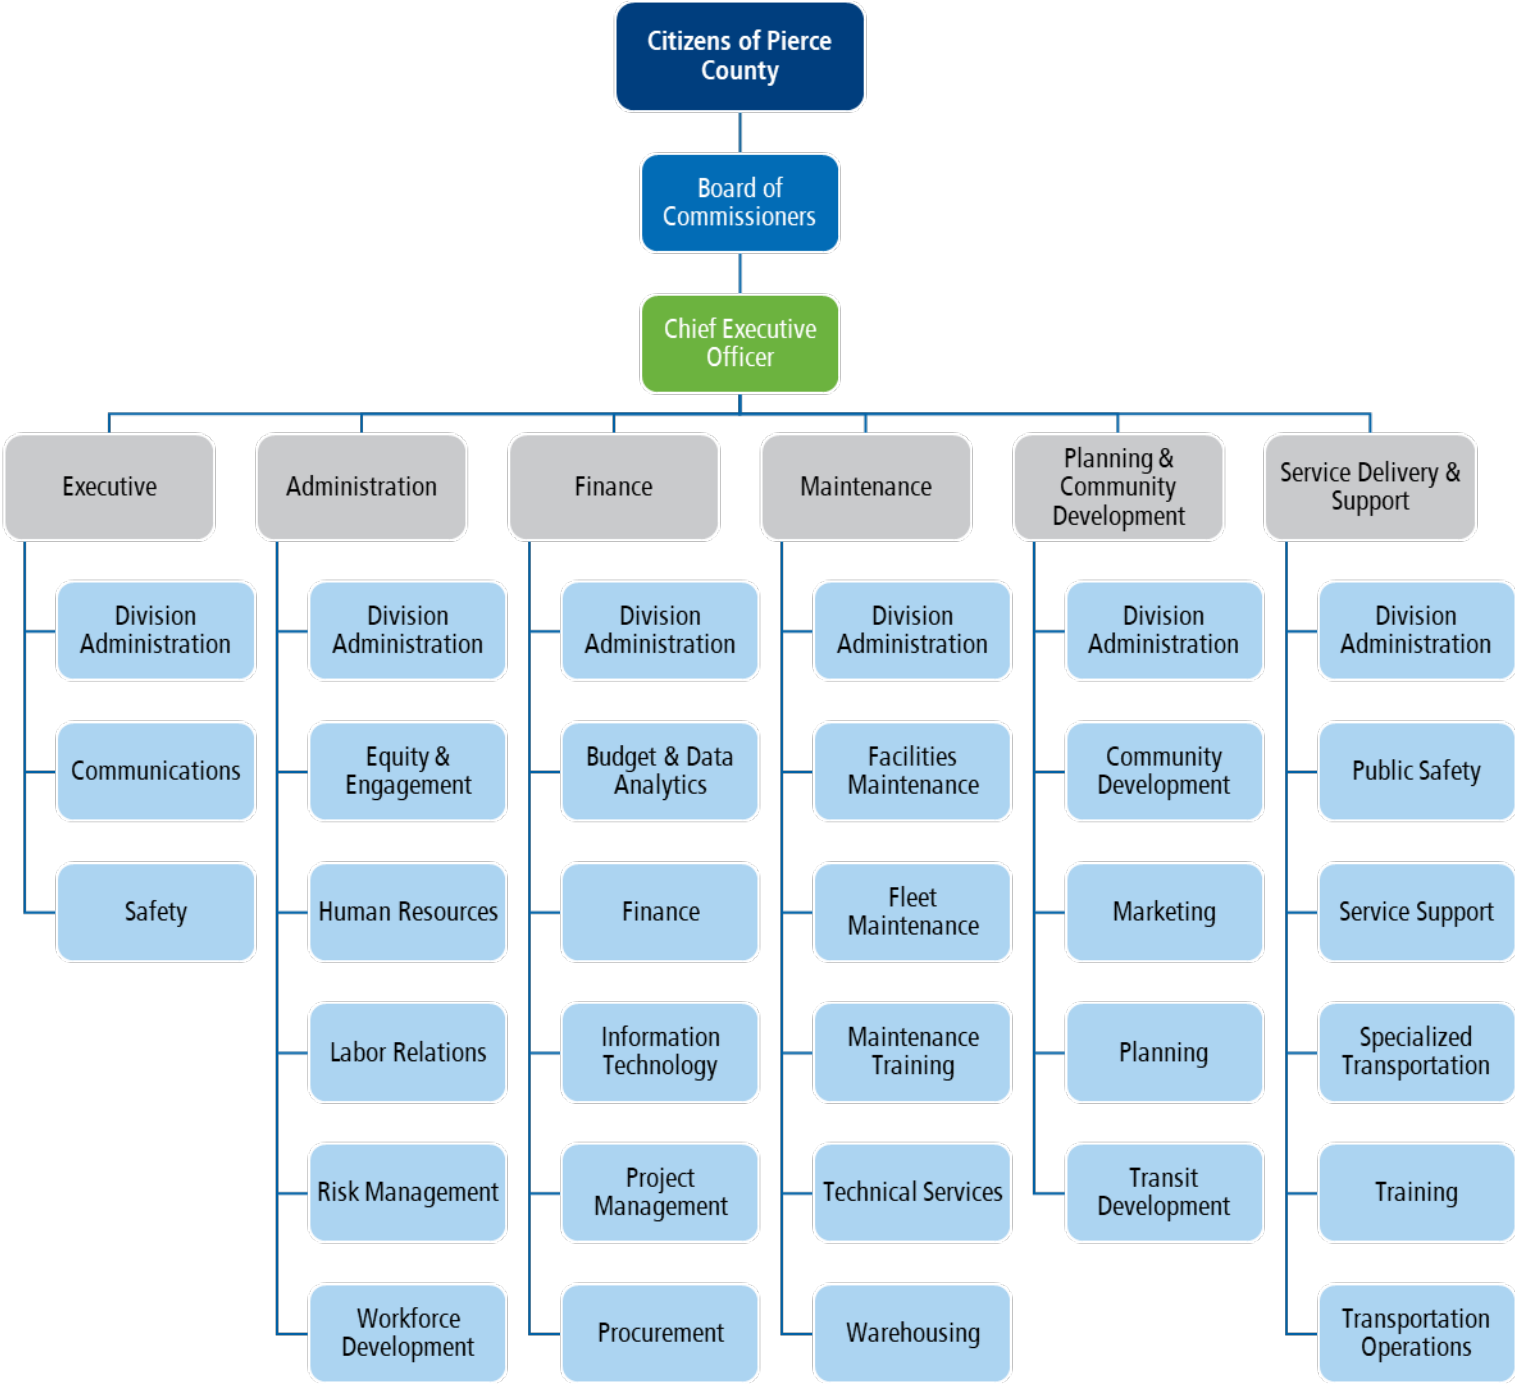 Citizens of Pierce
County
Board of
Commissioners
Chief Executive
Officer
Executive
Division
Administration
Communications
Safety
Administration
Division
Administration
Equity &
Engagement
Human Resources
Labor Relations
Risk Management
Workforce
Development
Finance
Division
Administration
Budget & Data
Analytics
Finance
Information
Technology
Project
Management
Procurement
Maintenance
Division
Administration
Facilities
Maintenance
Fleet
Maintenance
Maintenance
Training
Technical Services
Warehousing
Planning &
Community
Development
Division
Administration
Community
Development
Marketing
Planning
Transit
Development
Service Delivery &
Support
Division
Administration
Public Safety
Service Support
Specialized
Transportation
Training
Transportation
Operations